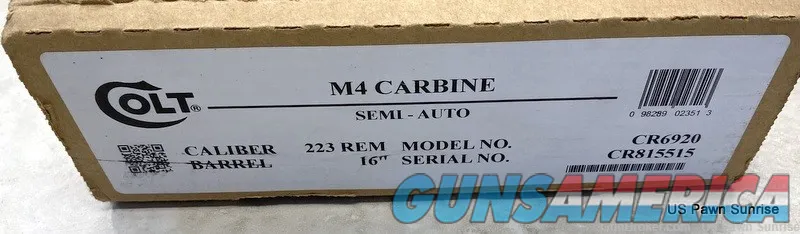 COLT®
M4 CARBINE
SEMI - AUTO
0 98289 02351 3
CALIBER 223 REM MODEL NO. CR6920
BARREL 16" SERIAL NO. CR815515
GUNSAMERICA
US Pawn Sunrise